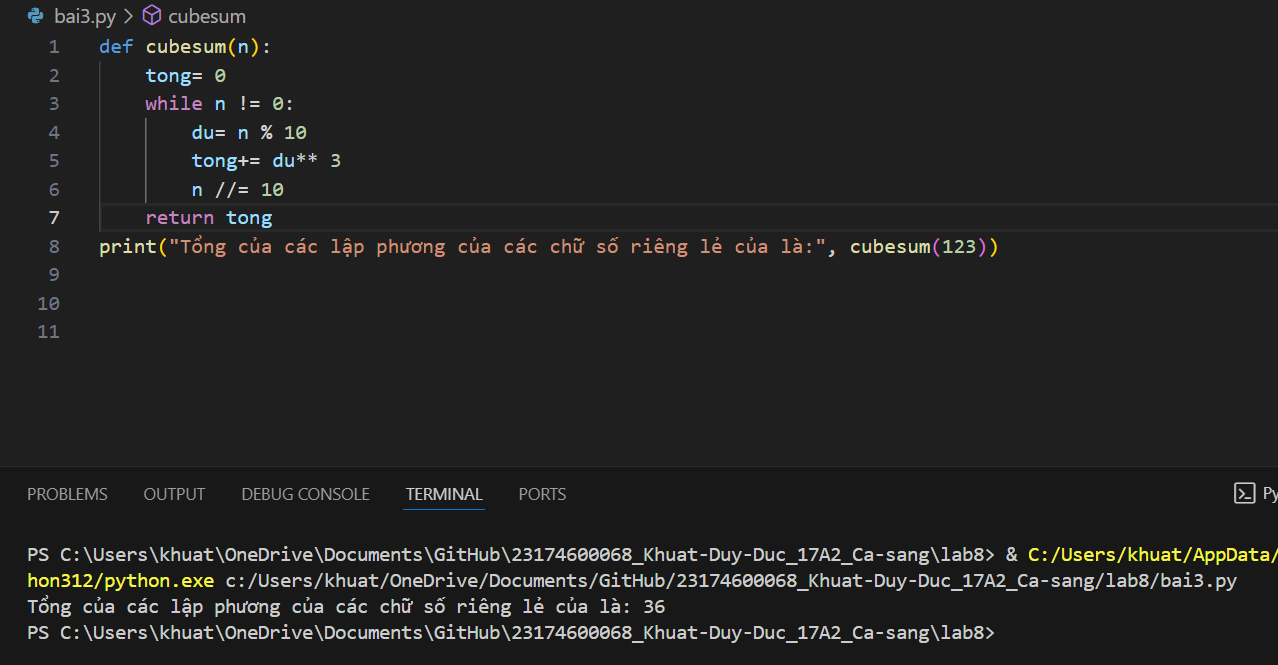 bai3.py > cubesum
1 def cubesum(n):
2 tong= 0
3 while n != 0:
4 du= n % 10
5 tong+= du** 3
6 n //= 10
7 return tong
8 print("Tổng của các lập phương của các chữ số riêng lẻ của là:", cubesum(123))
9
10
11
PROBLEMS OUTPUT DEBUG CONSOLE TERMINAL PORTS Py
PS C:\Users\khuat\OneDrive\Documents\GitHub\23174600068_Khuat-Duy-Duc_17A2_Ca-sang\lab8> & C:/Users/khuat/AppData/
hon312/python.exe c:/Users/khuat/OneDrive/Documents/GitHub/23174600068_Khuat-Duy-Duc_17A2_Ca-sang/lab8/bai3.py
Tổng của các lập phương của các chữ số riêng lẻ của là: 36
PS C:\Users\khuat\OneDrive\Documents\GitHub\23174600068_Khuat-Duy-Duc_17A2_Ca-sang\lab8>